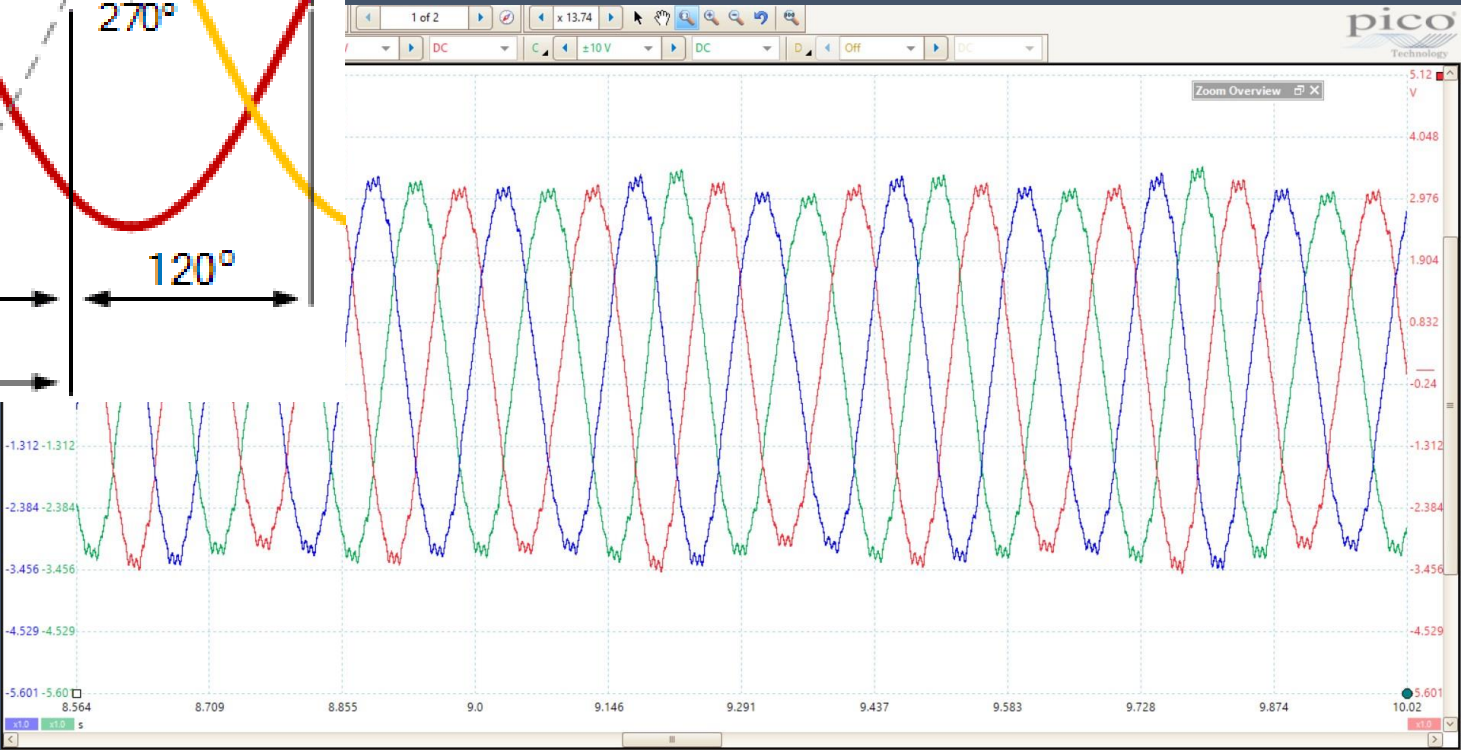 270°
120°
1 of 2
x 13.74
pico
Technology
DC
C
±10 V
DC
D
Off
DC
Zoom Overview
5.12
V
4.048
2.976
1.904
0.832
-0.24
-1.312 -1.312
-1.312
-2.384 -2.384
-2.384
-3.456 -3.456
-3.456
-4.529 -4.529
-4.529
-5.601 -5.601
5.601
8.564 8.709 8.855 9.0 9.146 9.291 9.437 9.583 9.728 9.874 10.02
x1.0 x1.0 s
x1.0